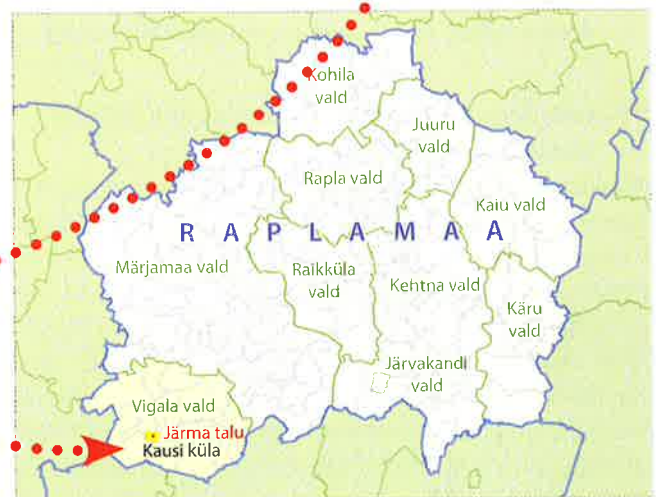 Kohila
vald
Juuru
vald
Rapla vald
Kaiu vald
RAPLAMAA
Märjamaa vald
Raikküla
vald
Kehtna vald
Käru
vald
Järvakandi
vald
Vigala vald
Järma talu
Kausi küla